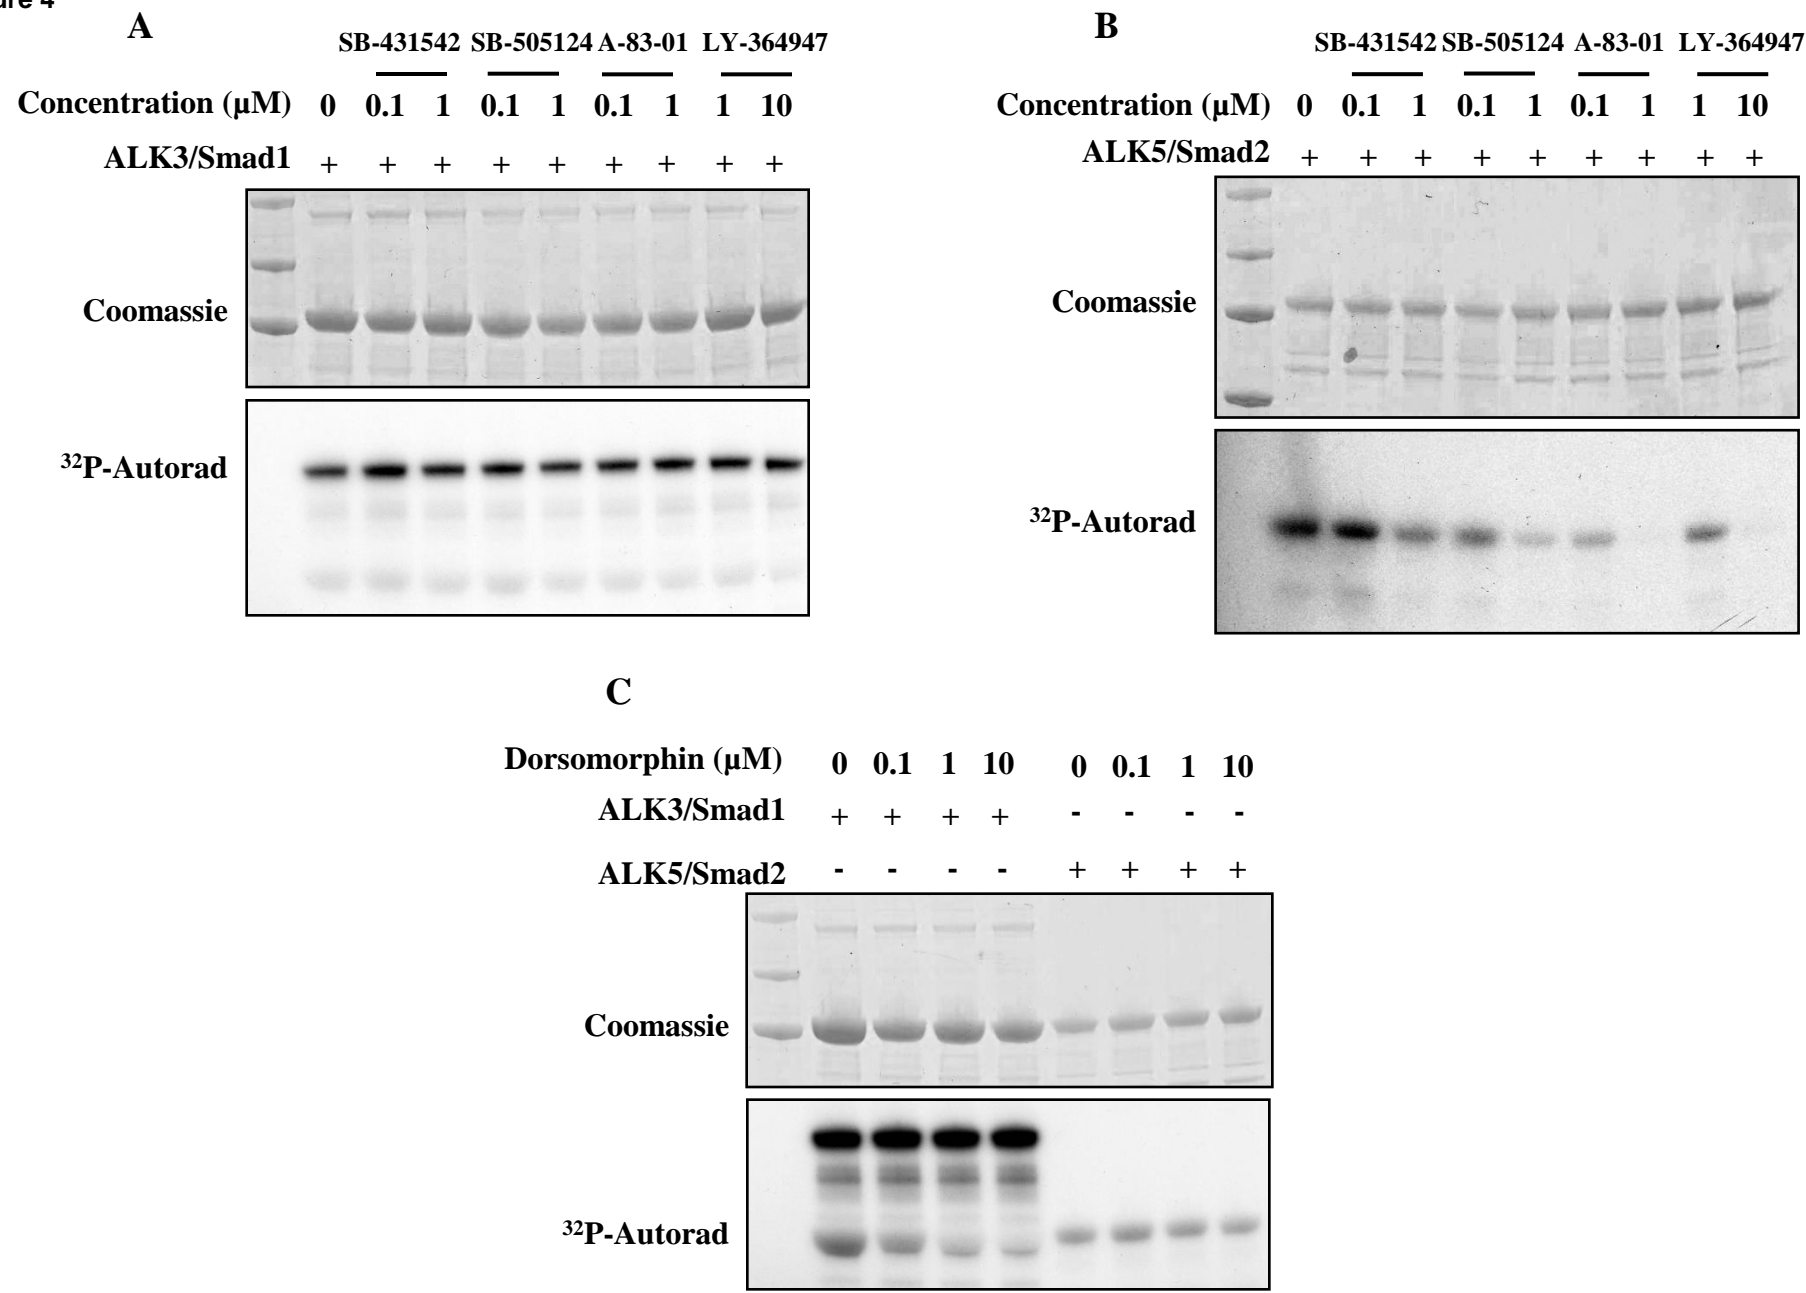 A
SB-431542 SB-505124 A-83-01 LY-364947
Concentration (µM) 0 0.1 1 0.1 1 0.1 1 1 10
ALK3/Smad1 + + + + + + + + +
Coomassie
³²P-Autorad
B
SB-431542 SB-505124 A-83-01 LY-364947
Concentration (µM) 0 0.1 1 0.1 1 0.1 1 1 10
ALK5/Smad2 + + + + + + + + +
Coomassie
³²P-Autorad
C
Dorsomorphin (µM) 0 0.1 1 10 0 0.1 1 10
ALK3/Smad1 + + + + - - - -
ALK5/Smad2 - - - - + + + +
Coomassie
³²P-Autorad